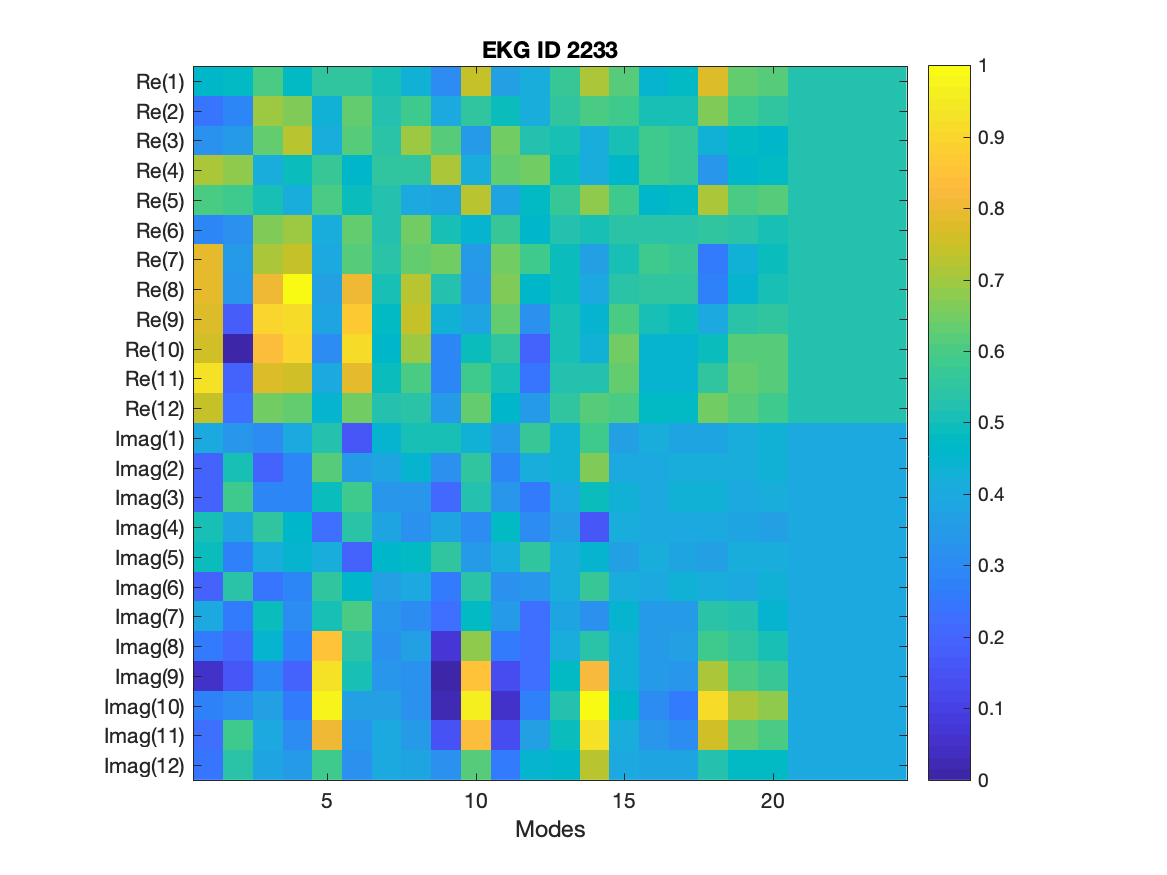 EKG ID 2233
Re(1)
Re(2)
Re(3)
Re(4)
Re(5)
Re(6)
Re(7)
Re(8)
Re(9)
Re(10)
Re(11)
Re(12)
Imag(1)
Imag(2)
Imag(3)
Imag(4)
Imag(5)
Imag(6)
Imag(7)
Imag(8)
Imag(9)
Imag(10)
Imag(11)
Imag(12)
5 10 15 20
Modes
1
0.9
0.8
0.7
0.6
0.5
0.4
0.3
0.2
0.1
0